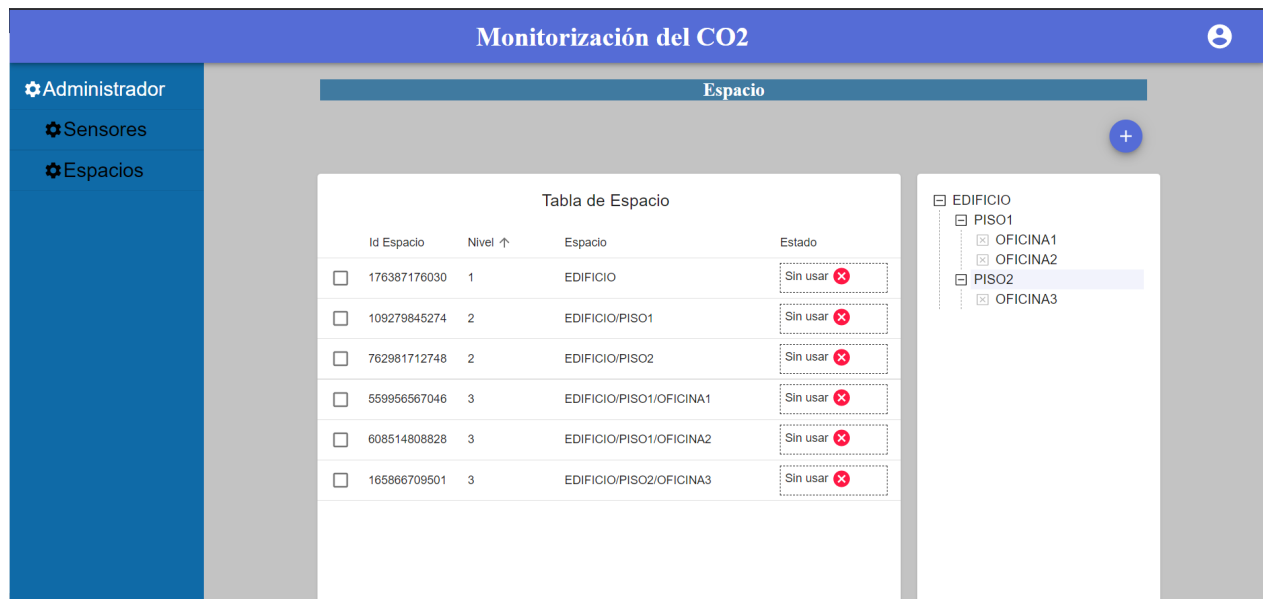 Monitorización del CO2
Administrador
Sensores
Espacios
Espacio
+
Tabla de Espacio
Id Espacio Nivel ↑ Espacio Estado
176387176030 1 EDIFICIO Sin usar
109279845274 2 EDIFICIO/PISO1 Sin usar
762981712748 2 EDIFICIO/PISO2 Sin usar
559956567046 3 EDIFICIO/PISO1/OFICINA1 Sin usar
608514808828 3 EDIFICIO/PISO1/OFICINA2 Sin usar
165866709501 3 EDIFICIO/PISO2/OFICINA3 Sin usar
EDIFICIO
PISO1
OFICINA1
OFICINA2
PISO2
OFICINA3